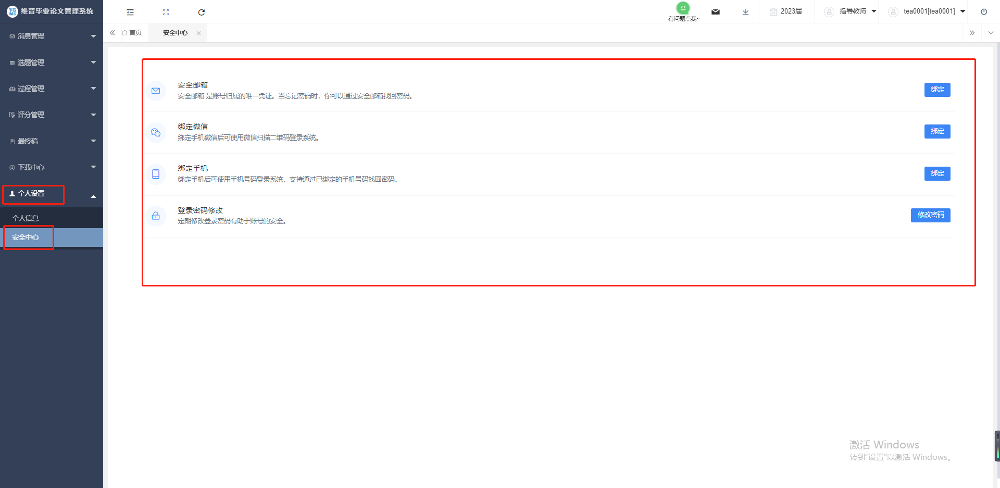 维普毕业论文管理系统
有问题点我~
2023届
指导教师
tea0001[tea0001]
首页
安全中心
消息管理
选题管理
过程管理
评分管理
最终稿
下载中心
个人设置
个人信息
安全中心
安全邮箱
安全邮箱 是账号归属的唯一凭证。当忘记密码时，你可以通过安全邮箱找回密码。
绑定
绑定微信
绑定手机微信后可使用微信扫描二维码登录系统。
绑定
绑定手机
绑定手机后可使用手机号码登录系统，支持通过已绑定的手机号码找回密码。
绑定
登录密码修改
定期修改登录密码有助于账号的安全。
修改密码
激活 Windows
转到“设置”以激活 Windows。